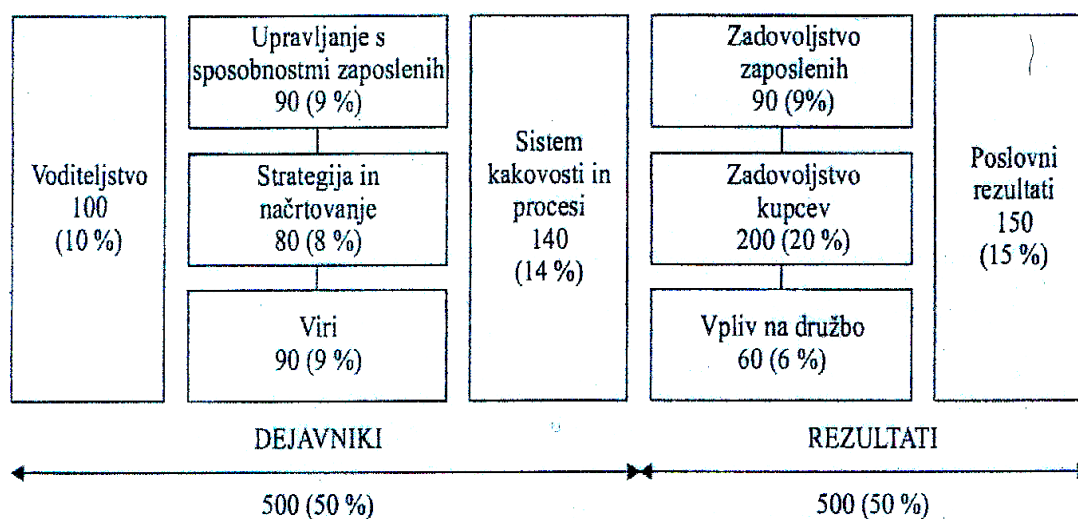 Voditeljstvo
100
(10 %)
Upravljanje s
sposobnostmi zaposlenih
90 (9 %)
Strategija in
načrtovanje
80 (8 %)
Viri
90 (9 %)
Sistem
kakovosti in
procesi
140
(14 %)
Zadovoljstvo
zaposlenih
90 (9%)
Zadovoljstvo
kupcev
200 (20 %)
Vpliv na družbo
60 (6 %)
Poslovni
rezultati
150
(15 %)
DEJAVNIKI
REZULTATI
500 (50 %)
500 (50 %)